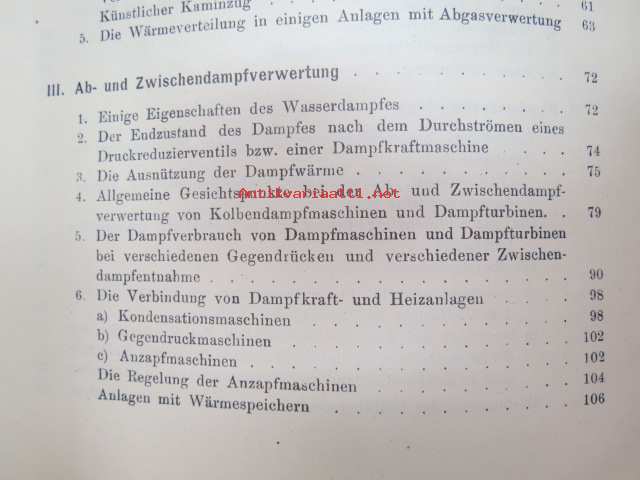 Künstlicher Kaminzug . . . . . . 61
5. Die Wärmeverteilung in einigen Anlagen mit Abgasverwertung 63
III. Ab- und Zwischendampfverwertung . . . . . . . . . . 72
1. Einige Eigenschaften des Wasserdampfes . . . . . . . 72
2. Der Endzustand des Dampfes nach dem Durchströmen eines
Druckreduzierventils bzw. einer Dampfkraftmaschine . . . . 74
3. Die Ausnützung der Dampfwärme . . . . . . . . . . 75
4. Allgemeine Gesichtspunkte bei der Ab- und Zwischendampf-
verwertung von Kolbendampfmaschinen und Dampfturbinen. . 79
5. Der Dampfverbrauch von Dampfmaschinen und Dampfturbinen
bei verschiedenen Gegendrücken und verschiedener Zwischen-
dampfentnahme . . . . . . . . . . . . . . . 90
6. Die Verbindung von Dampfkraft- und Heizanlagen . . . . 98
a) Kondensationsmaschinen . . . . . . . . . . . 98
b) Gegendruckmaschinen . . . . . . . . . . . . 102
c) Anzapfmaschinen . . . . . . . . . . . . . 102
Die Regelung der Anzapfmaschinen . . . . . . . . 104
Anlagen mit Wärmespeichern . . . . . . . . . . 106